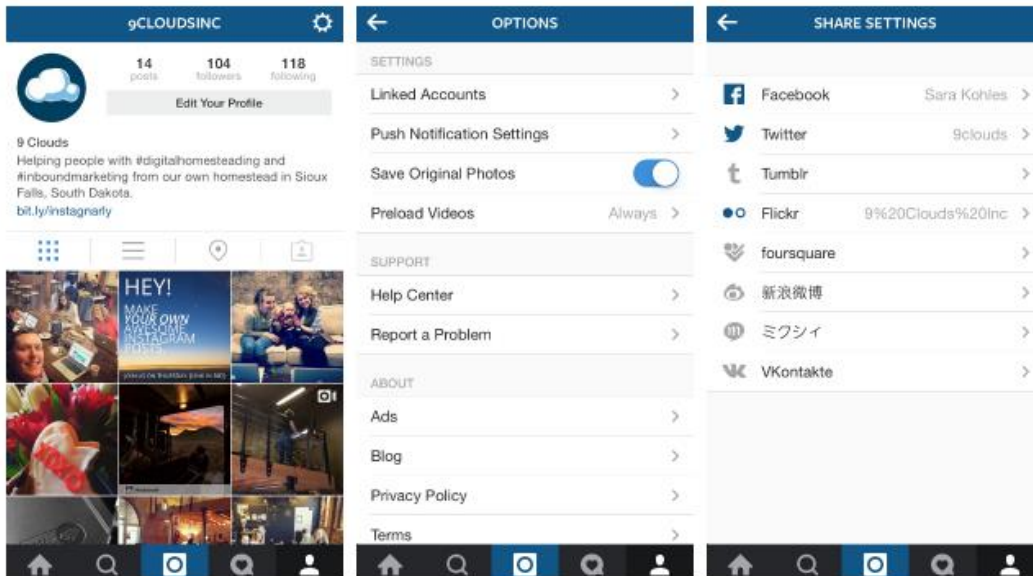 9CLOUDSINC
14 104 118
posts followers following
Edit Your Profile
9 Clouds
Helping people with #digitalhomesteading and
#inboundmarketing from our own homestead in Sioux
Falls, South Dakota.
bit.ly/instagnarly
HEY!
MAKE
YOUR OWN
AWESOME
INSTAGRAM
POSTS.
XOXO
OPTIONS
SETTINGS
Linked Accounts
Push Notification Settings
Save Original Photos
Preload Videos Always
SUPPORT
Help Center
Report a Problem
ABOUT
Ads
Blog
Privacy Policy
Terms
SHARE SETTINGS
Facebook Sara Kohles
Twitter 9clouds
Tumblr
Flickr 9%20Clouds%20Inc
foursquare
新浪微博
ミクシィ
VKontakte